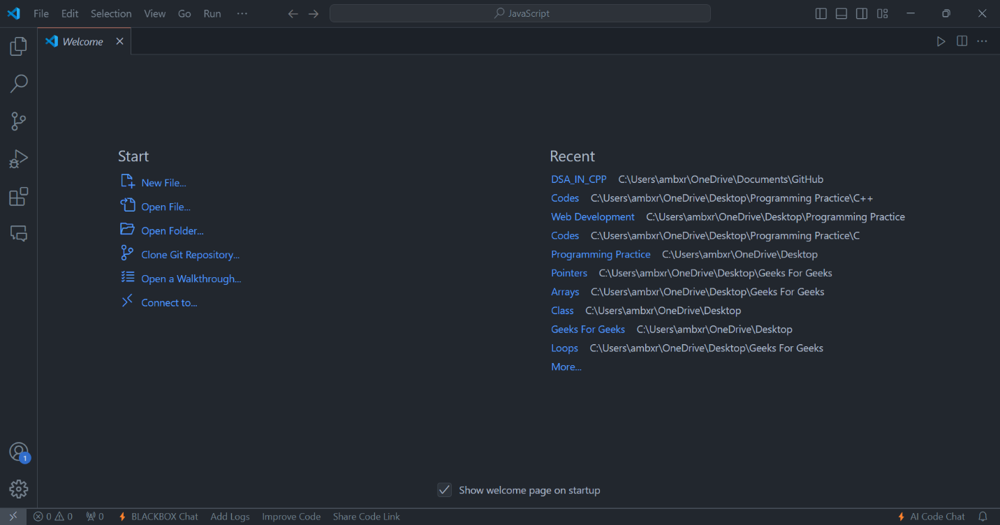 File Edit Selection View Go Run ··· JavaScript
Welcome
Start
New File...
Open File...
Open Folder...
Clone Git Repository...
Open a Walkthrough...
Connect to...
Recent
DSA_IN_CPP C:\Users\ambxr\OneDrive\Documents\GitHub
Codes C:\Users\ambxr\OneDrive\Desktop\Programming Practice\C++
Web Development C:\Users\ambxr\OneDrive\Desktop\Programming Practice
Codes C:\Users\ambxr\OneDrive\Desktop\Programming Practice\C
Programming Practice C:\Users\ambxr\OneDrive\Desktop
Pointers C:\Users\ambxr\OneDrive\Desktop\Geeks For Geeks
Arrays C:\Users\ambxr\OneDrive\Desktop\Geeks For Geeks
Class C:\Users\ambxr\OneDrive\Desktop
Geeks For Geeks C:\Users\ambxr\OneDrive\Desktop
Loops C:\Users\ambxr\OneDrive\Desktop\Geeks For Geeks
More...
1
Show welcome page on startup
0 0 0 BLACKBOX Chat Add Logs Improve Code Share Code Link AI Code Chat